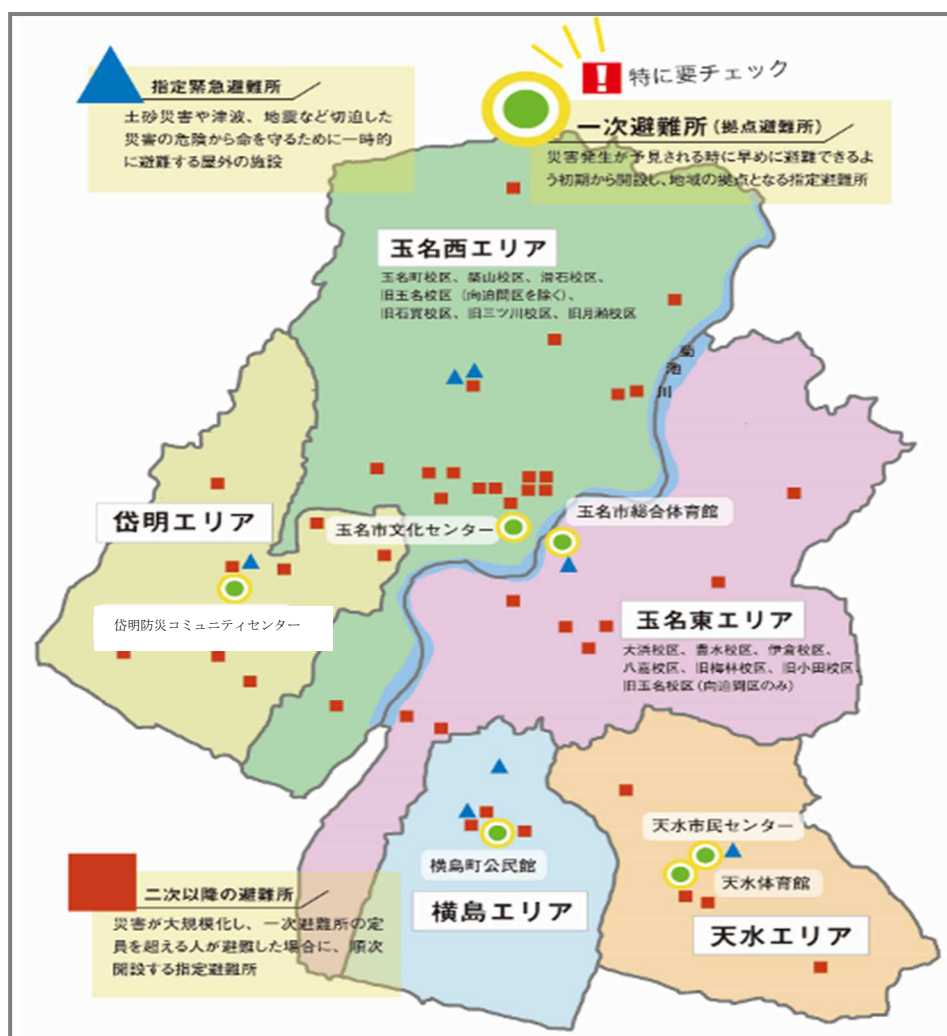 指定緊急避難所
土砂災害や津波、地震など切迫した
災害の危険から命を守るために一時的
に避難する屋外の施設
特に要チェック
一次避難所(拠点避難所)
災害発生が予見される時に早めに避難できるよ
う初期から開設し、地域の拠点となる指定避難所
玉名西エリア
玉名町校区、築山校区、滑石校区、
旧玉名校区(向迫間区を除く)、
旧石貫校区、旧三ツ川校区、旧月瀬校区
菊池川
岱明エリア
玉名市文化センター
玉名市総合体育館
岱明防災コミュニティセンター
玉名東エリア
大浜校区、豊水校区、伊倉校区、
八嘉校区、旧梅林校区、旧小田校区、
旧玉名校区(向迫間区のみ)
天水市民センター
横島町公民館
天水体育館
横島エリア
天水エリア
二次以降の避難所
災害が大規模化し、一次避難所の定
員を超える人が避難した場合に、順次
開設する指定避難所